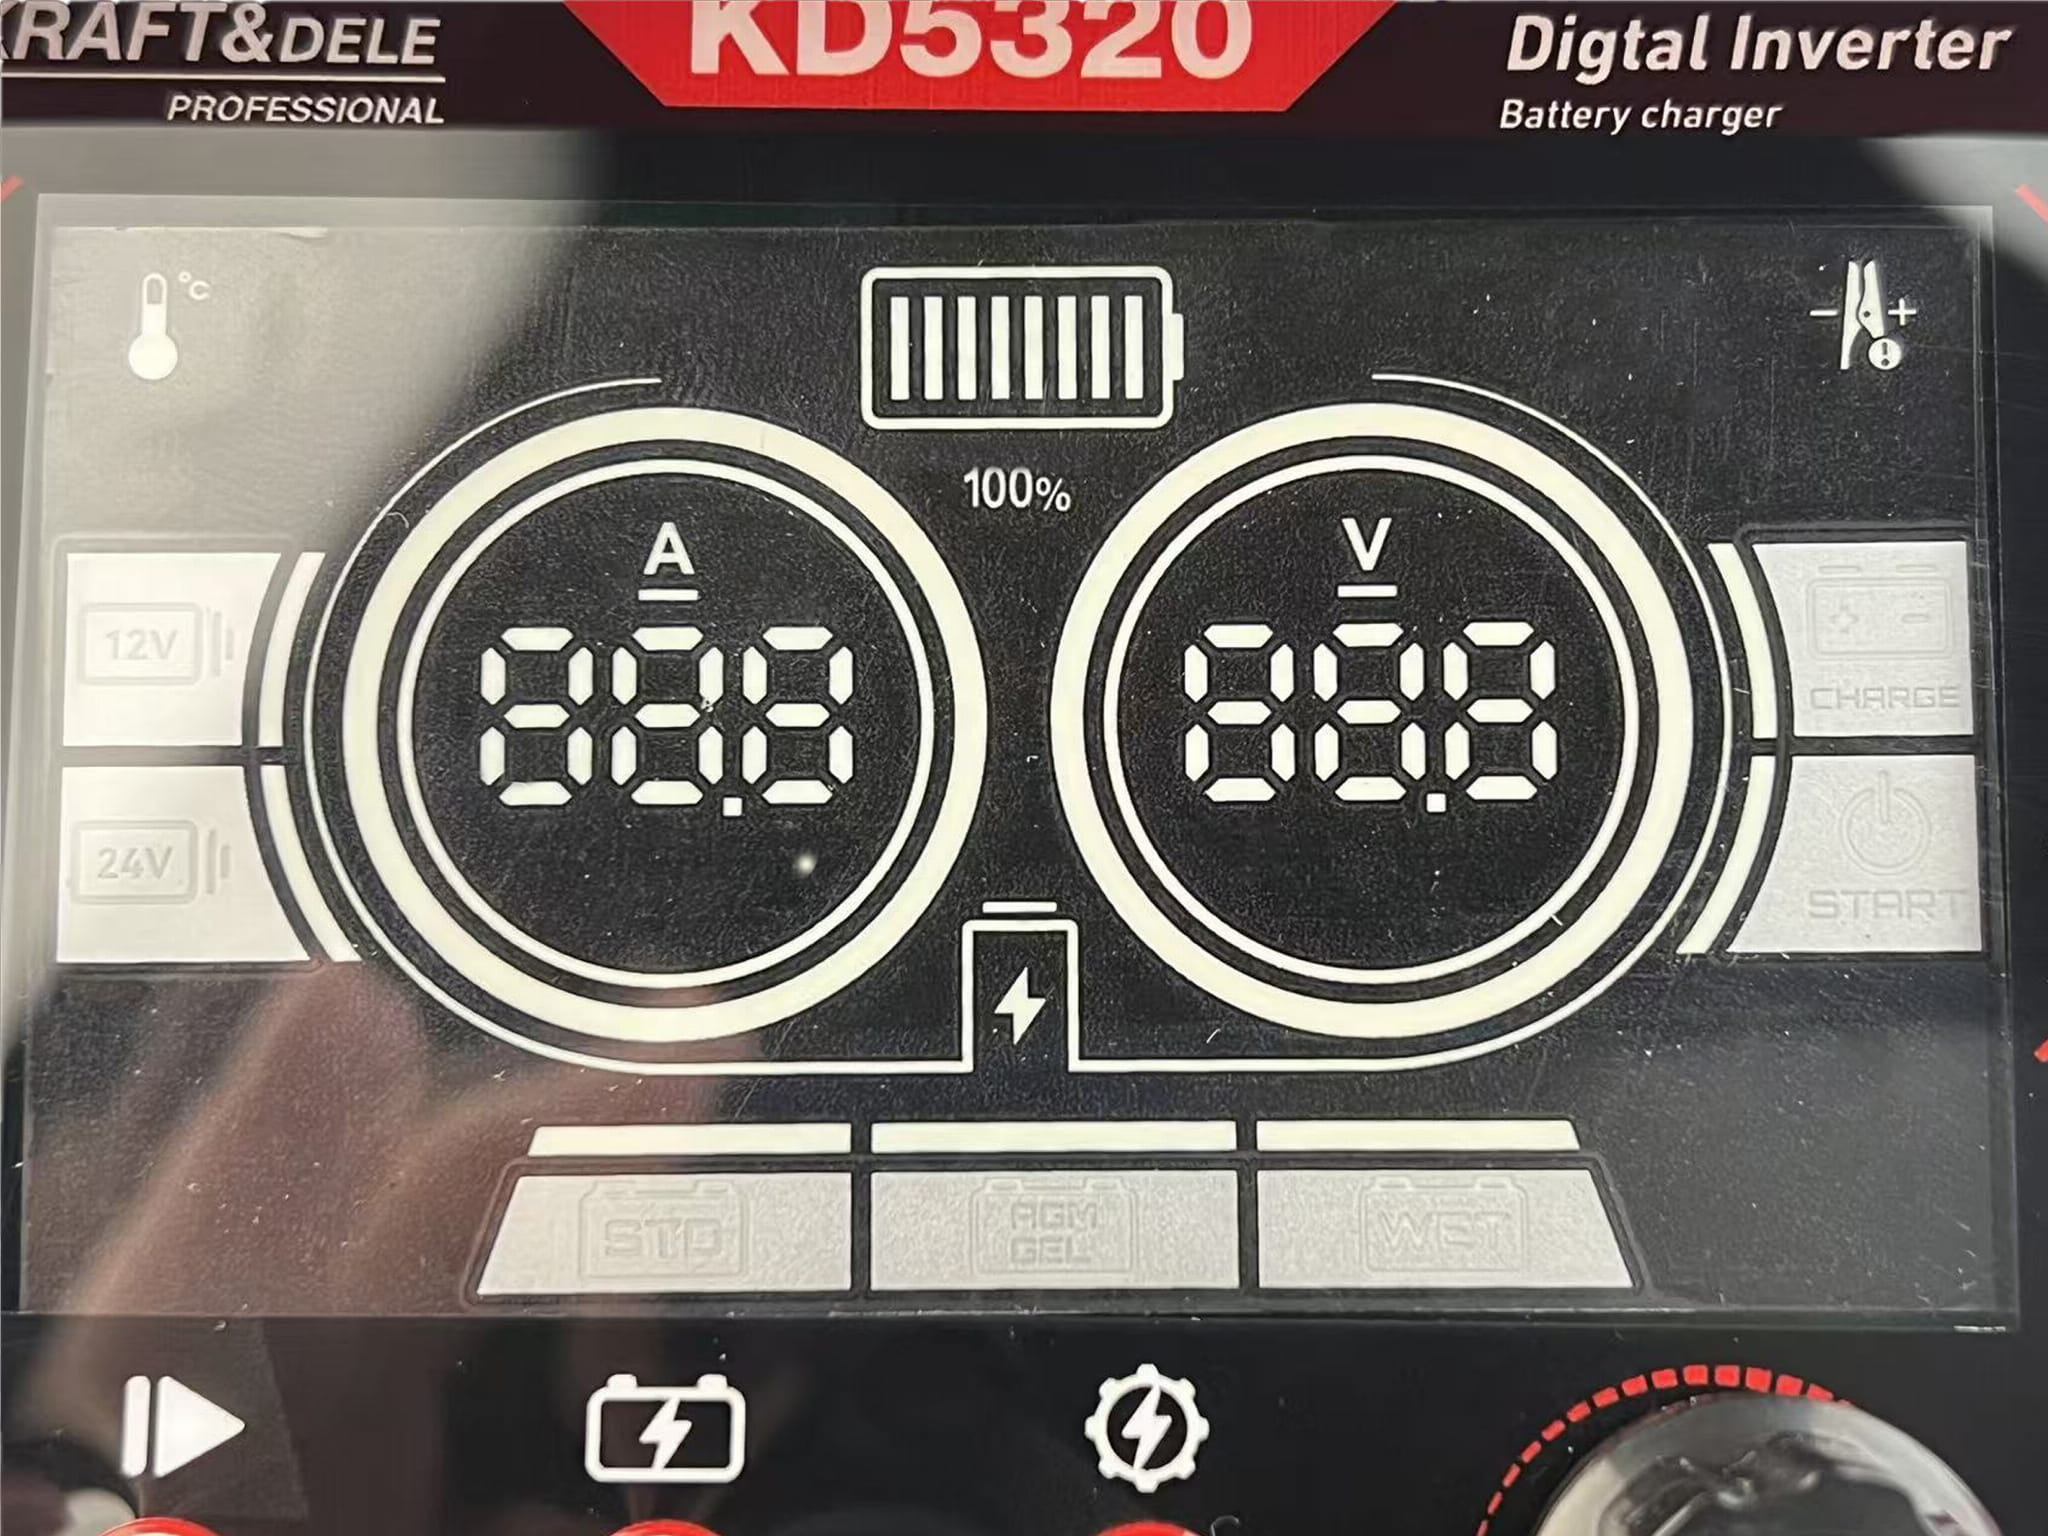 KRAFT&DELE
PROFESSIONAL
KD5320
Digtal Inverter
Battery charger
°C
- +
100%
A
88.8
V
88.8
12V
24V
+ -
CHARGE
START
STD
AGM
GEL
WET